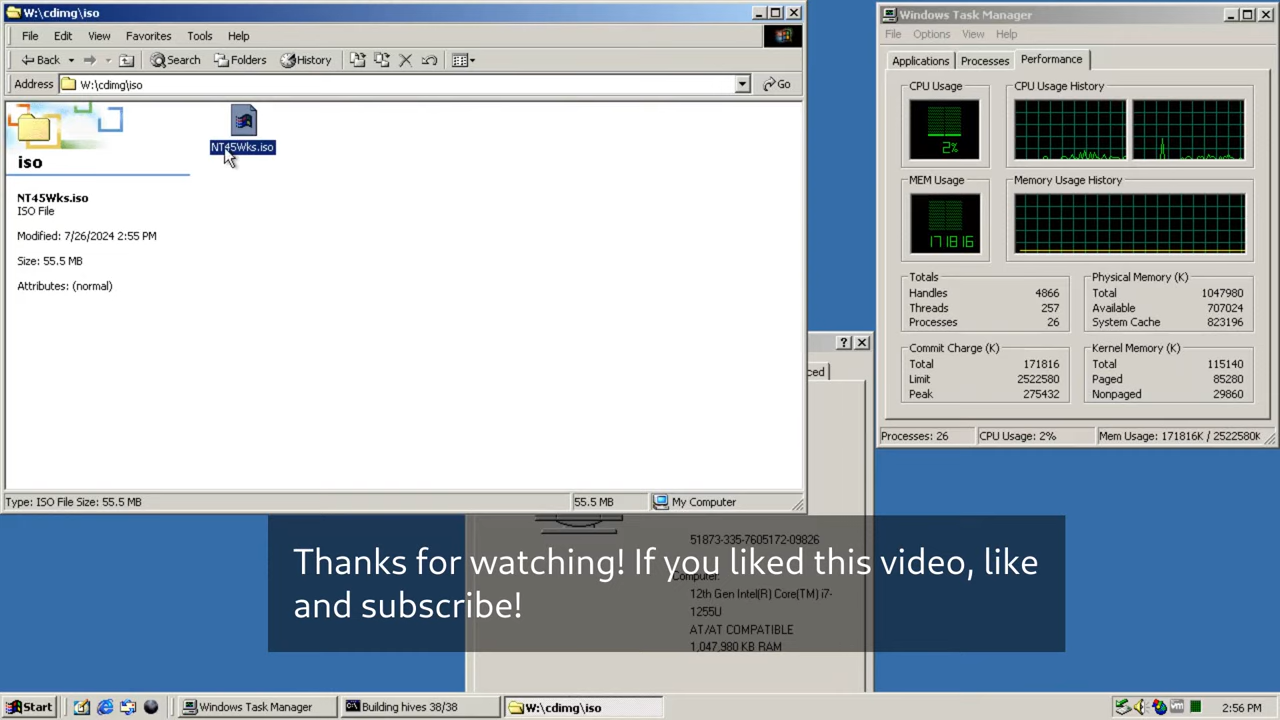 W:\cdimg\iso
File Edit View Favorites Tools Help
Back Search Folders History
Address W:\cdimg\iso Go
iso
NT45Wks.iso
NT45Wks.iso
ISO File
Modified: 7/26/2024 2:55 PM
Size: 55.5 MB
Attributes: (normal)
Type: ISO File Size: 55.5 MB 55.5 MB My Computer
Windows Task Manager
File Options View Help
Applications Processes Performance
CPU Usage CPU Usage History
2%
MEM Usage Memory Usage History
171816
Totals
Handles 4866
Threads 257
Processes 26
Physical Memory (K)
Total 1047980
Available 707024
System Cache 823196
Commit Charge (K)
Total 171816
Limit 2522580
Peak 275432
Kernel Memory (K)
Total 115140
Paged 85280
Nonpaged 29860
Processes: 26 CPU Usage: 2% Mem Usage: 171816K / 2522580K
ced
51873-335-7605172-09826
Computer:
12th Gen Intel(R) Core(TM) i7-
1255U
AT/AT COMPATIBLE
1,047,980 KB RAM
Thanks for watching! If you liked this video, like
and subscribe!
Start Windows Task Manager Building hives 38/38 W:\cdimg\iso 2:56 PM